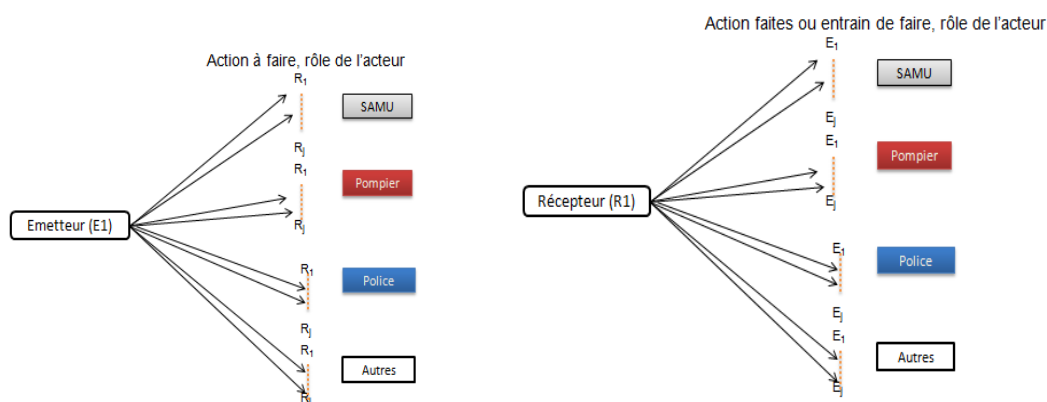 Action à faire, rôle de l'acteur
R1
SAMU
Rj
R1
Pompier
Rj
Emetteur (E1)
R1
Police
Rj
R1
Autres
Action faites ou entrain de faire, rôle de l'acteur
E1
SAMU
Ej
E1
Pompier
Ej
Récepteur (R1)
E1
Police
Ej
E1
Autres
Ej